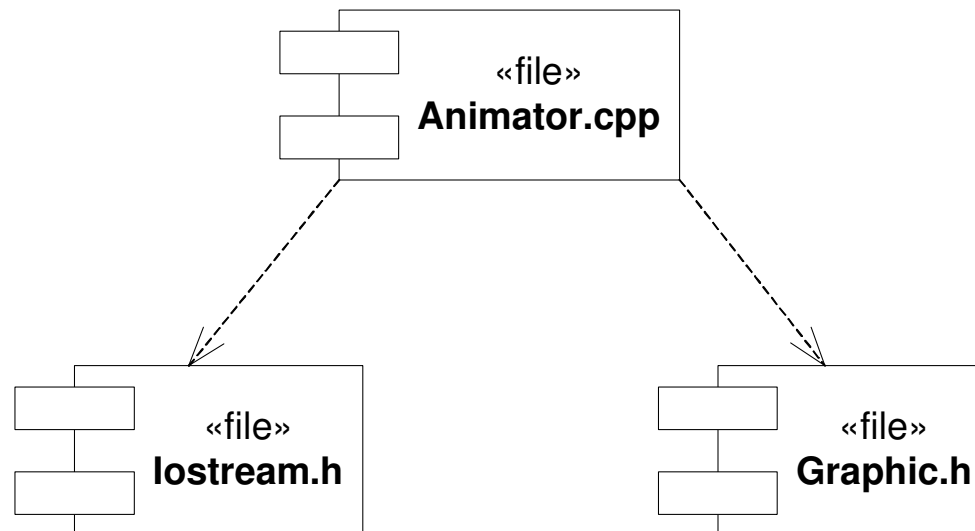 «file»
Animator.cpp
«file»
Iostream.h
«file»
Graphic.h